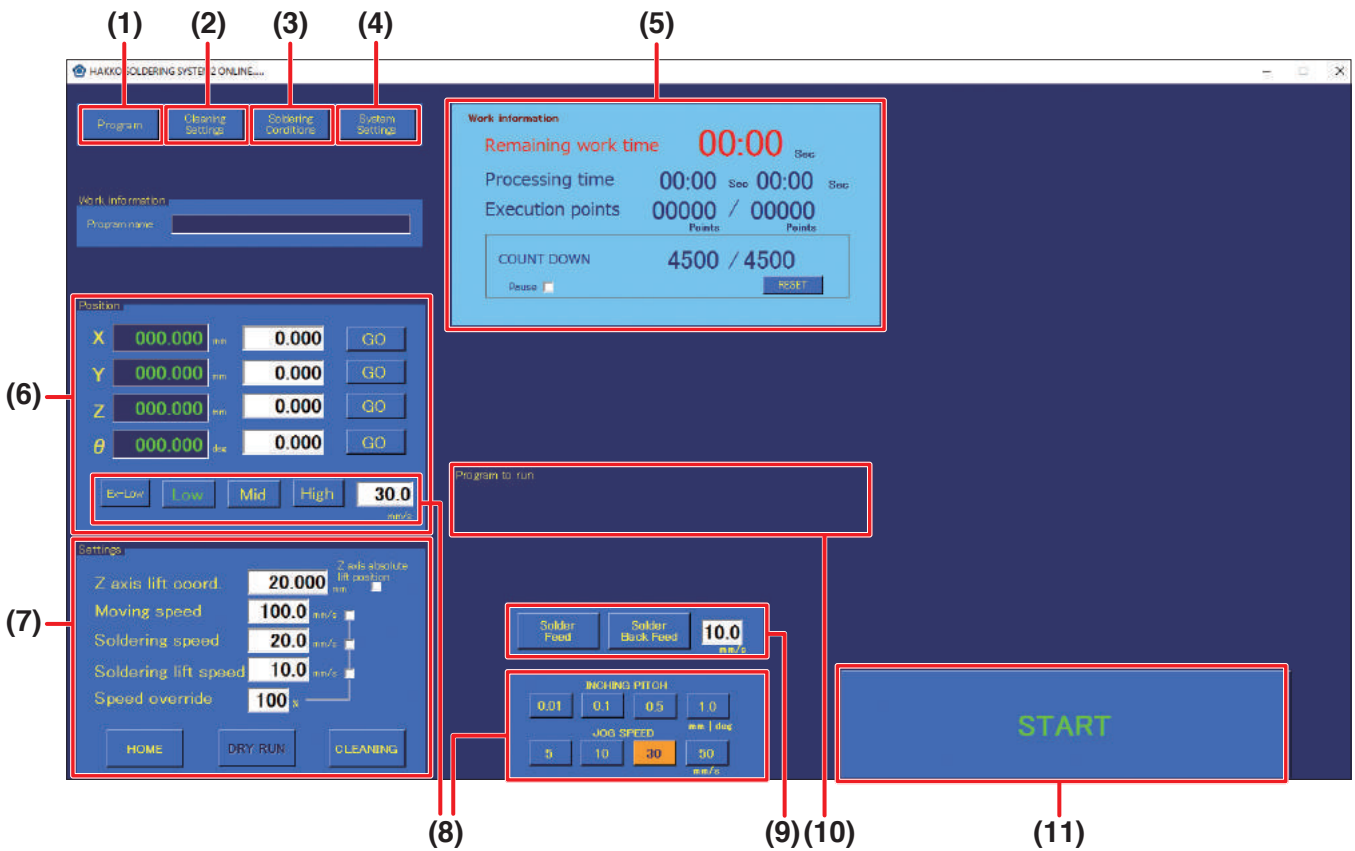 (1) (2) (3) (4) (5)
HAKKO SOLDERING SYSTEM2 ONLINE....
Program
Cleaning
Settings
Soldering
Conditions
System
Settings
Work information
Program name
Work information
Remaining work time 00:00 Sec
Processing time 00:00 Sec 00:00 Sec
Execution points 00000 / 00000
Points Points
COUNT DOWN 4500 / 4500
Pause RESET
(6)
Position
X 000.000 mm 0.000 GO
Y 000.000 mm 0.000 GO
Z 000.000 mm 0.000 GO
θ 000.000 deg 0.000 GO
Ex-Low Low Mid High 30.0
mm/s
Program to run
(7)
Settings
Z axis lift coord. 20.000 mm
Z axis absolute
lift position
Moving speed 100.0 mm/s
Soldering speed 20.0 mm/s
Soldering lift speed 10.0 mm/s
Speed override 100 %
HOME DRY RUN CLEANING
Solder
Feed
Solder
Back Feed
10.0
mm/s
INCHING PITCH
0.01 0.1 0.5 1.0
mm | deg
JOG SPEED
5 10 30 50
mm/s
START
(8) (9) (10) (11)